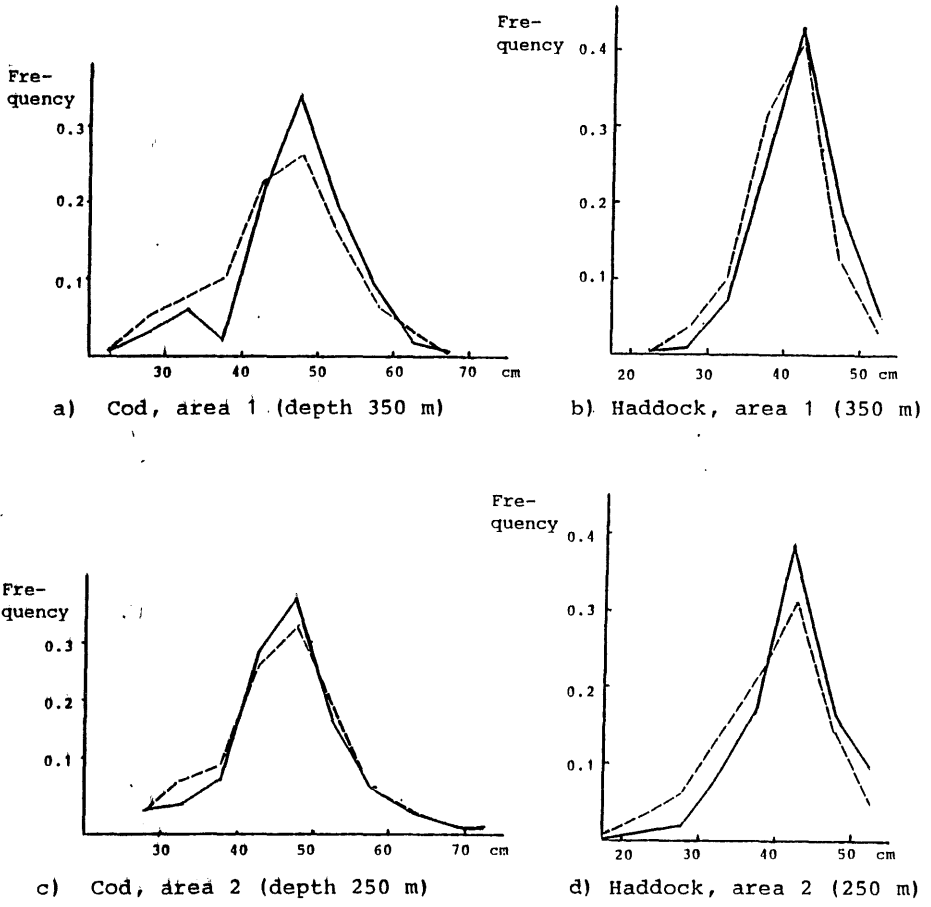 Fre-
quency
0.3
0.2
0.1
30 40 50 60 70 cm
a) Cod, area 1 (depth 350 m)
Fre-
quency
0.4
0.3
0.2
0.1
20 30 40 50 cm
b) Haddock, area 1 (350 m)
Fre-
quency
0.3
0.2
0.1
30 40 50 60 70 cm
c) Cod, area 2 (depth 250 m)
Fre-
quency
0.4
0.3
0.2
0.1
20 30 40 50 cm
d) Haddock, area 2 (250 m)